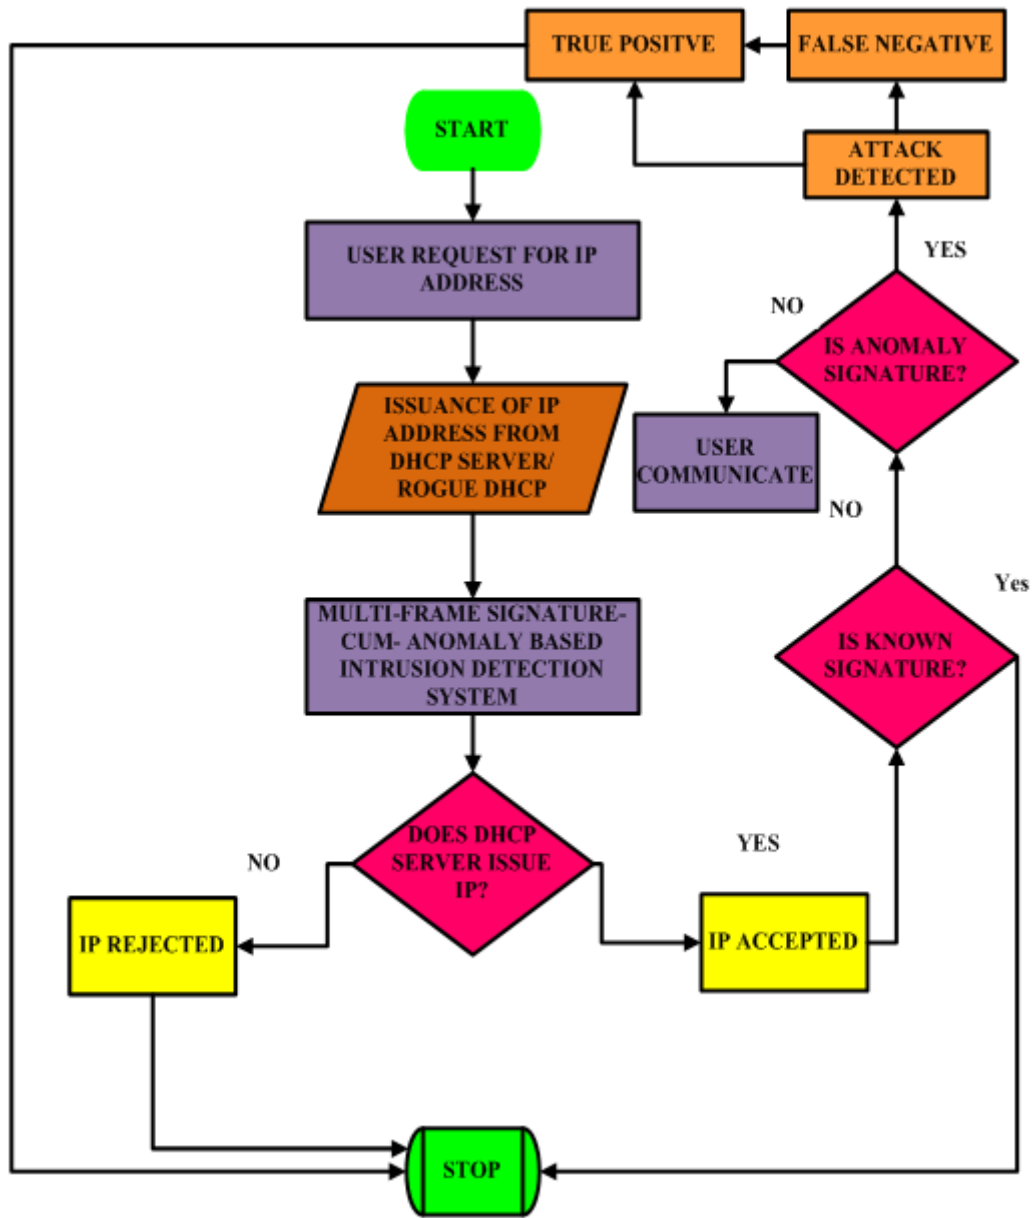 TRUE POSITVE
FALSE NEGATIVE
START
ATTACK
DETECTED
USER REQUEST FOR IP
ADDRESS
YES
NO
IS ANOMALY
SIGNATURE?
ISSUANCE OF IP
ADDRESS FROM
DHCP SERVER/
ROGUE DHCP
USER
COMMUNICATE
NO
Yes
MULTI-FRAME SIGNATURE-
CUM- ANOMALY BASED
INTRUSION DETECTION
SYSTEM
IS KNOWN
SIGNATURE?
DOES DHCP
SERVER ISSUE
IP?
NO
YES
IP REJECTED
IP ACCEPTED
STOP